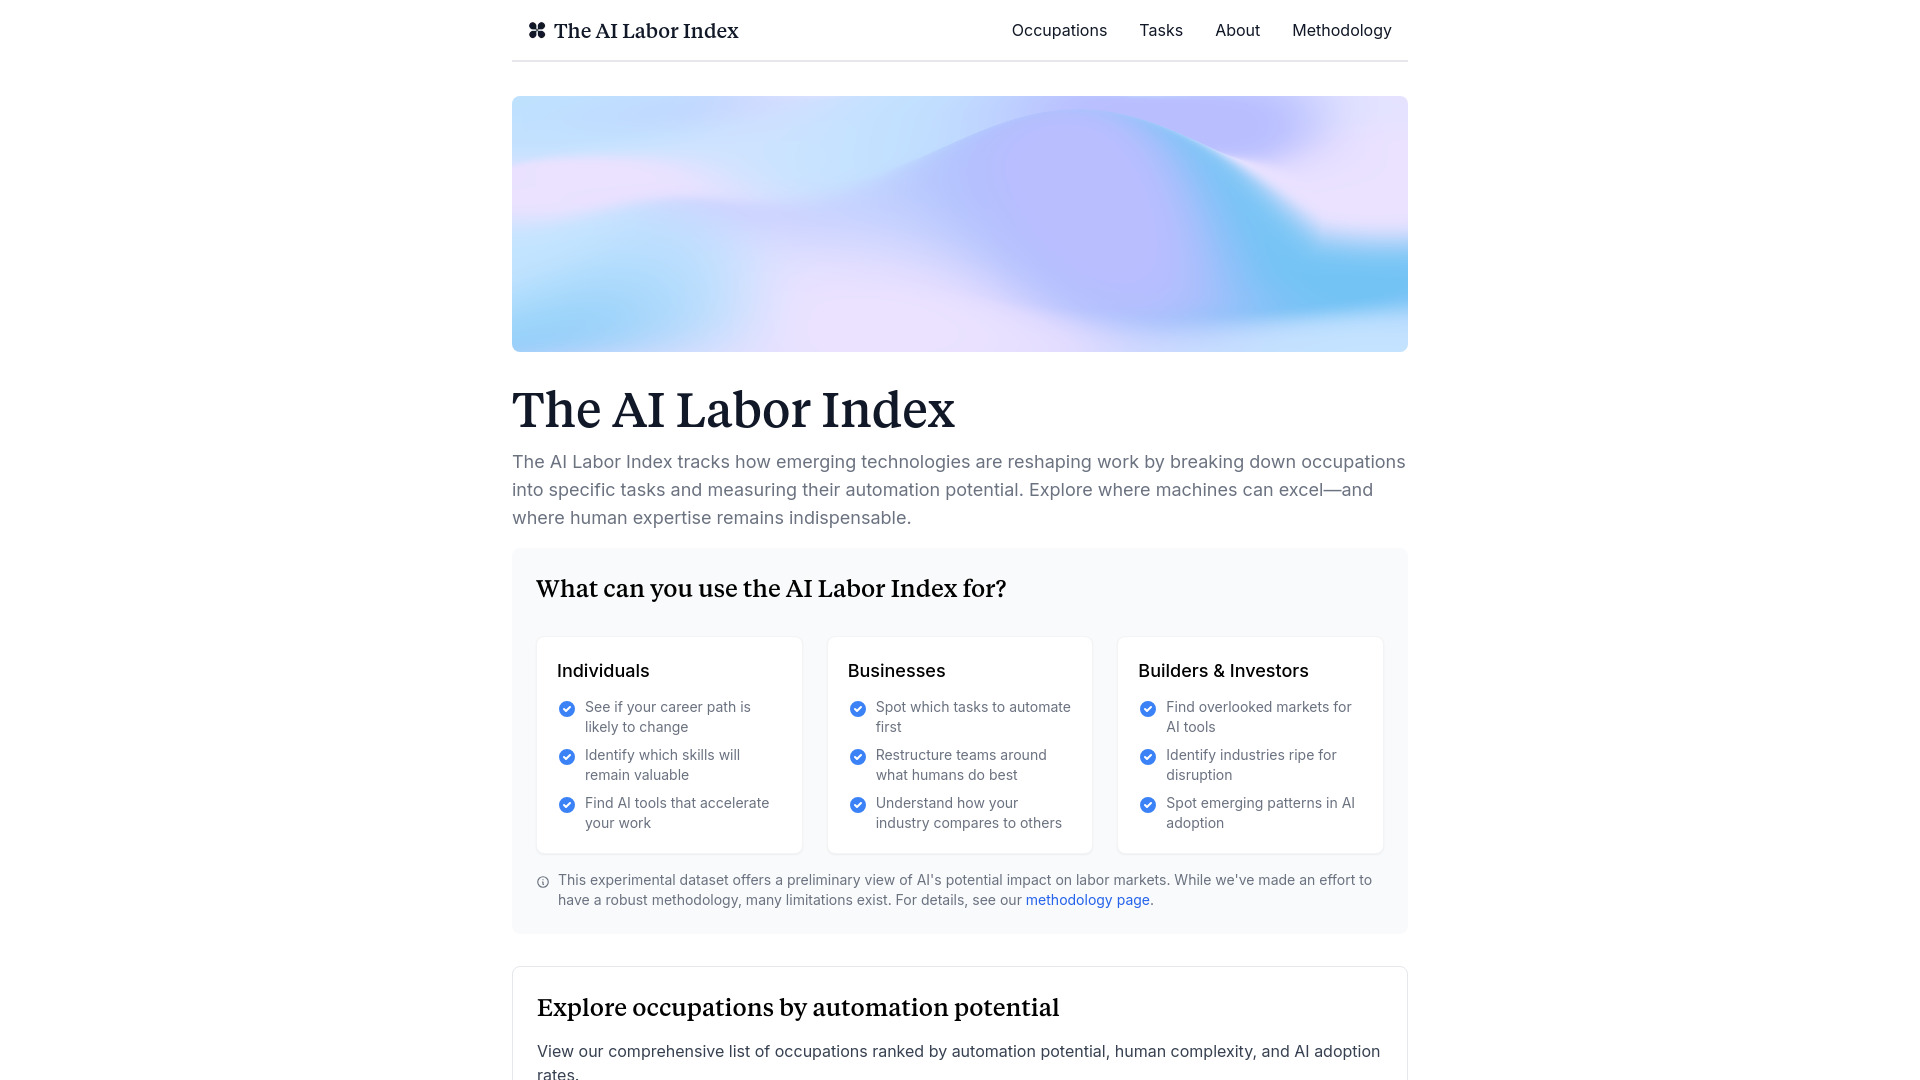 The AI Labor Index
Occupations
Tasks
About
Methodology
The AI Labor Index
The AI Labor Index tracks how emerging technologies are reshaping work by breaking down occupations
into specific tasks and measuring their automation potential. Explore where machines can excel—and
where human expertise remains indispensable.
What can you use the AI Labor Index for?
Individuals
See if your career path is
likely to change
Identify which skills will
remain valuable
Find AI tools that accelerate
your work
Businesses
Spot which tasks to automate
first
Restructure teams around
what humans do best
Understand how your
industry compares to others
Builders & Investors
Find overlooked markets for
AI tools
Identify industries ripe for
disruption
Spot emerging patterns in AI
adoption
This experimental dataset offers a preliminary view of AI's potential impact on labor markets. While we've made an effort to
have a robust methodology, many limitations exist. For details, see our methodology page.
Explore occupations by automation potential
View our comprehensive list of occupations ranked by automation potential, human complexity, and AI adoption
rates.